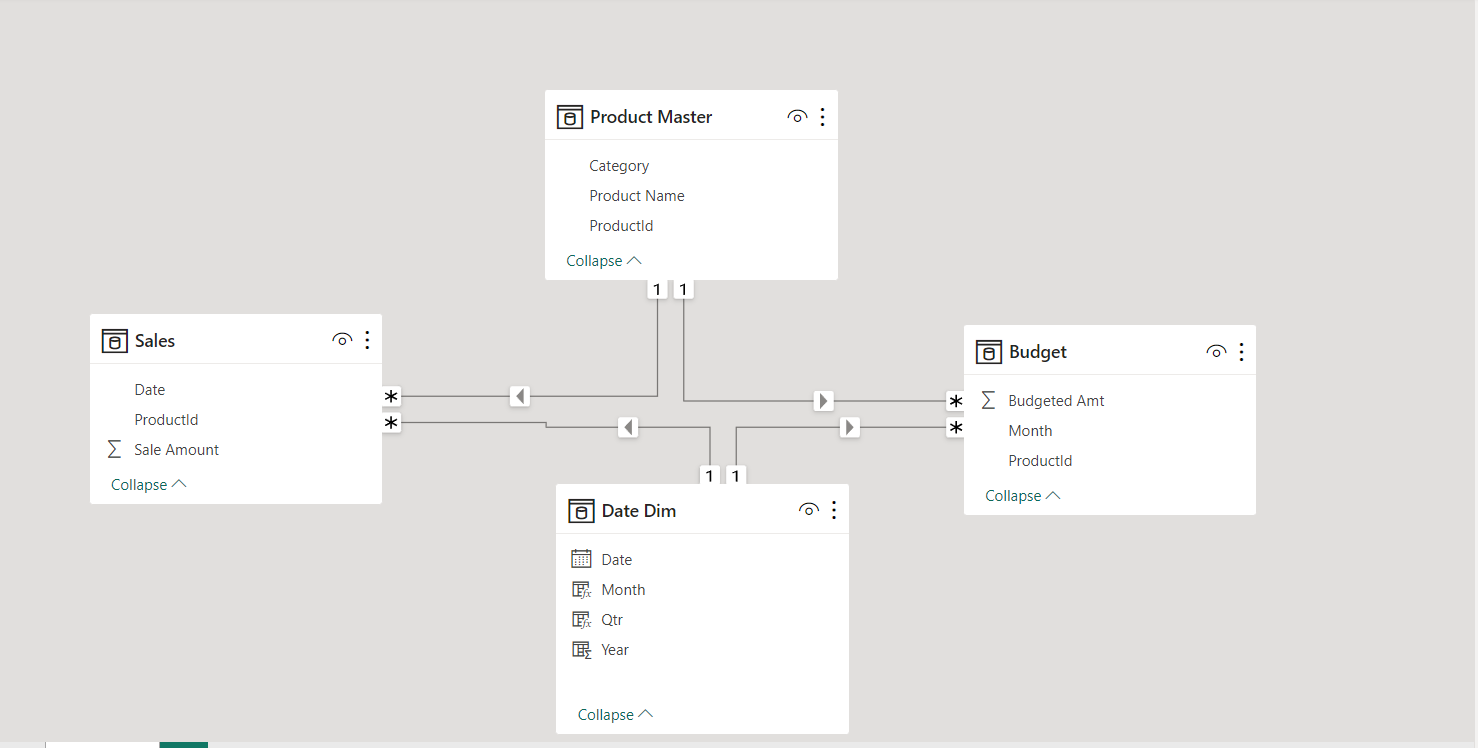 Product Master
Category
Product Name
ProductId
Collapse
1 1
Sales
Date
ProductId
Sale Amount
Collapse
*
*
Budget
Budgeted Amt
Month
ProductId
Collapse
*
*
1 1
Date Dim
Date
Month
Qtr
Year
Collapse